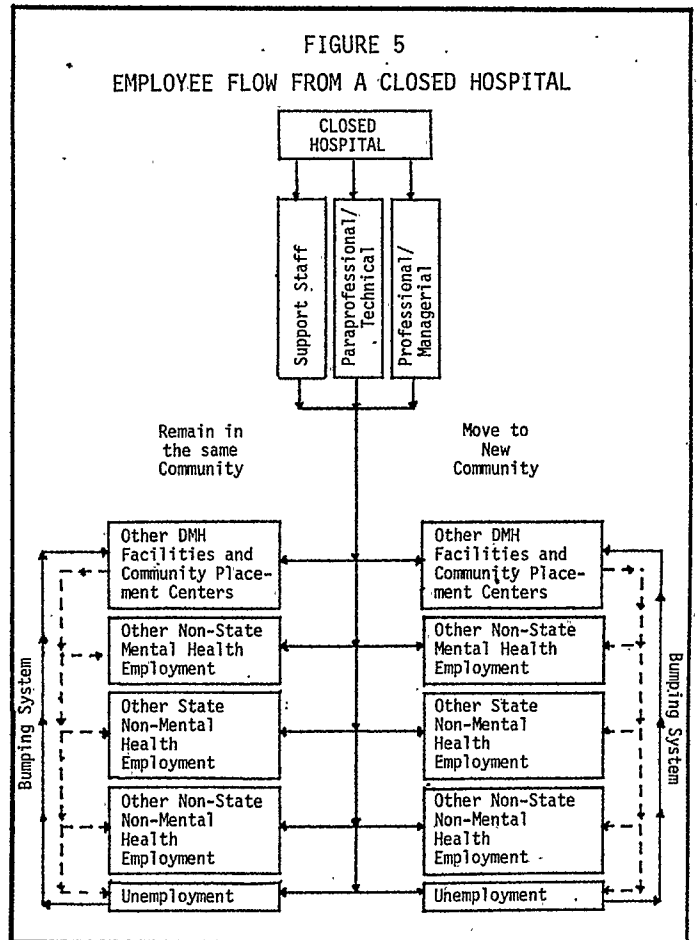 FIGURE 5
EMPLOYEE FLOW FROM A CLOSED HOSPITAL
CLOSED
HOSPITAL
Support Staff
Paraprofessional/
Technical
Professional/
Managerial
Remain in
the same
Community
Move to
New
Community
Other DMH
Facilities and
Community Place-
ment Centers
Other Non-State
Mental Health
Employment
Other State
Non-Mental
Health
Employment
Other Non-State
Non-Mental
Health
Employment
Unemployment
Bumping System
Other DMH
Facilities and
Community Place-
ment Centers
Other Non-State
Mental Health
Employment
Other State
Non-Mental
Health
Employment
Other Non-State
Non-Mental
Health
Employment
Unemployment
Bumping System